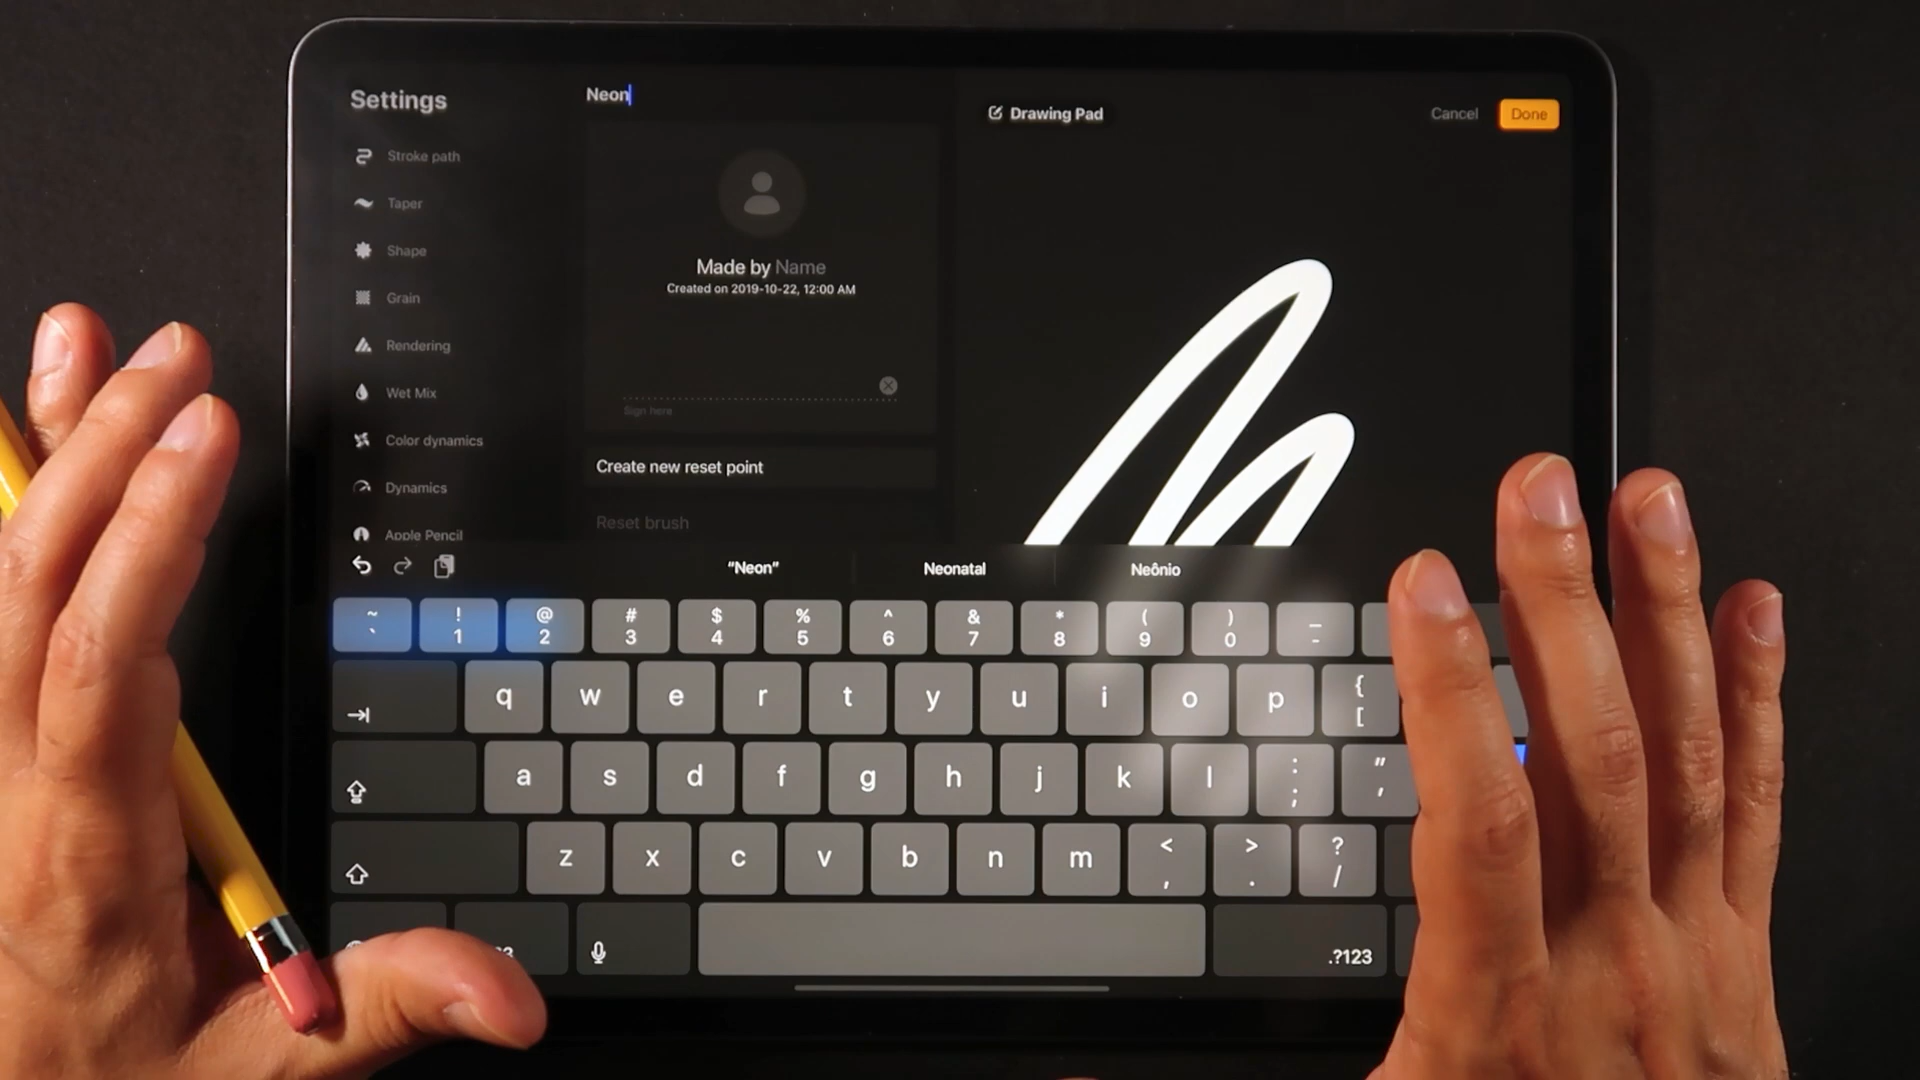 Settings
Stroke path
Taper
Shape
Grain
Rendering
Wet Mix
Color dynamics
Dynamics
Apple Pencil
Neon
Made by Name
Created on 2019-10-22, 12:00 AM
Sign here
Create new reset point
Reset brush
Drawing Pad
Cancel
Done
“Neon” Neonatal Neônio
~ ! @ # $ % ^ & * ( ) _
` 1 2 3 4 5 6 7 8 9 0 -
q w e r t y u i o p { [
a s d f g h j k l : ; " '
z x c v b n m < , > . ? /
.?123